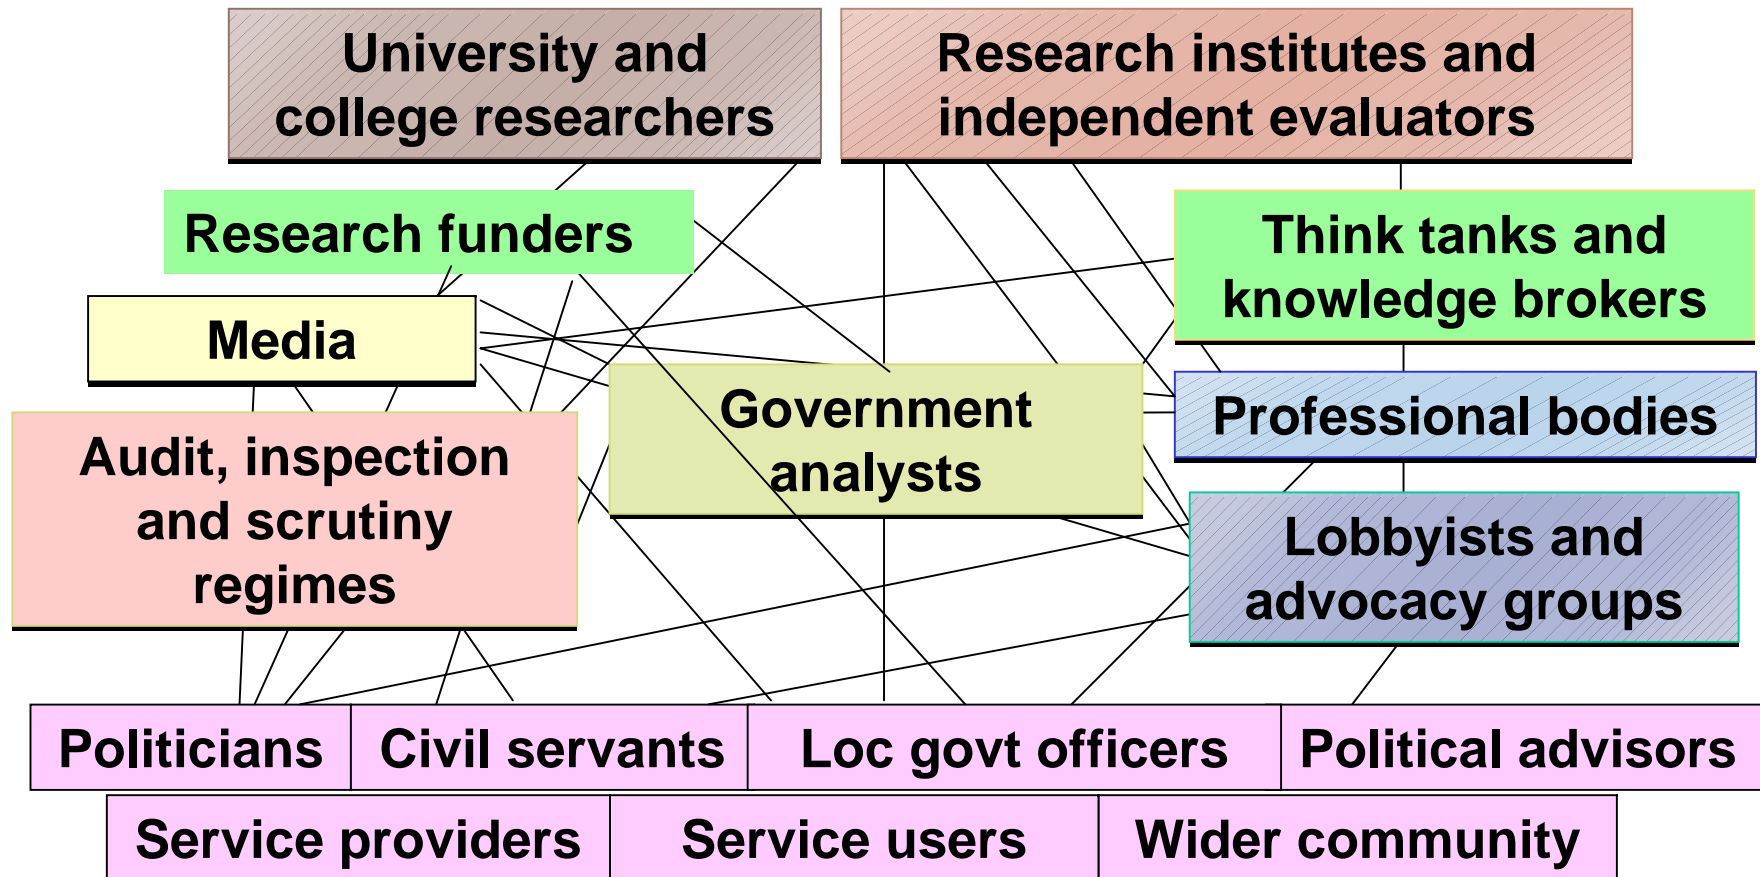 University and
college researchers
Research institutes and
independent evaluators
Research funders
Think tanks and
knowledge brokers
Media
Government
analysts
Professional bodies
Audit, inspection
and scrutiny
regimes
Lobbyists and
advocacy groups
Politicians
Civil servants
Loc govt officers
Political advisors
Service providers
Service users
Wider community